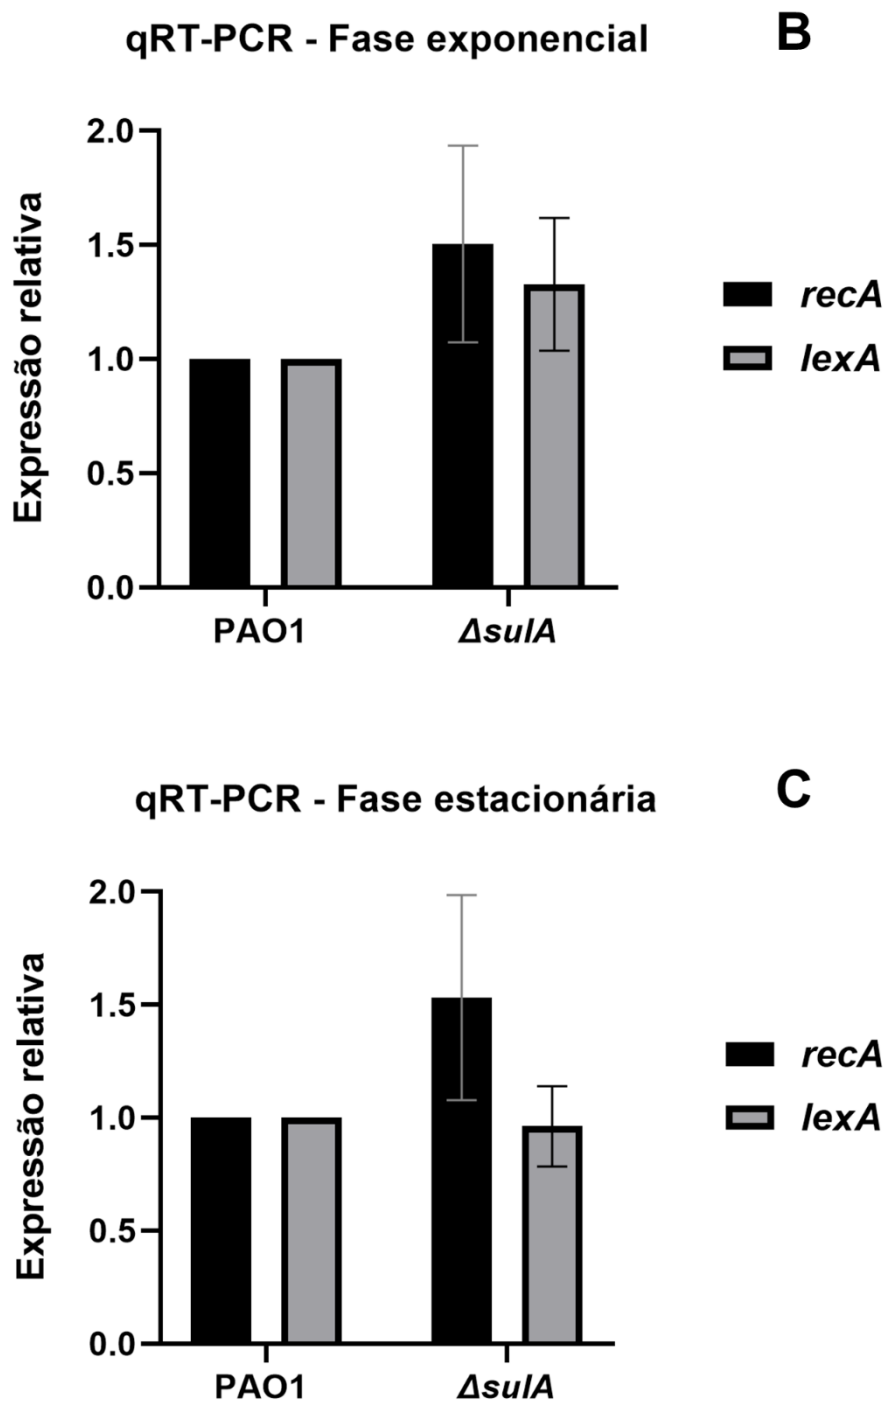 qRT-PCR - Fase exponencial
B
Expressão relativa
2.0
1.5
1.0
0.5
0.0
PAO1
ΔsulA
recA
lexA
qRT-PCR - Fase estacionária
C
Expressão relativa
2.0
1.5
1.0
0.5
0.0
PAO1
ΔsulA
recA
lexA